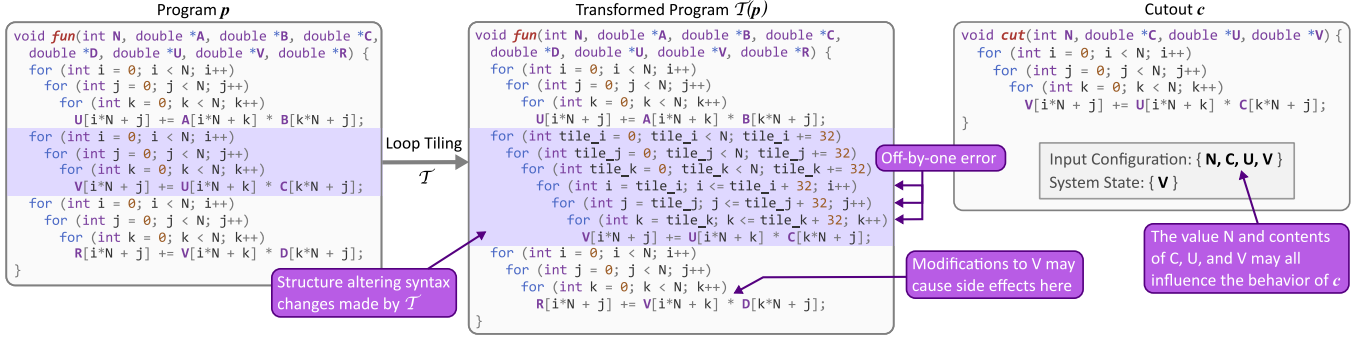 Program p
void fun(int N, double *A, double *B, double *C,
double *D, double *U, double *V, double *R) {
for (int i = 0; i < N; i++)
for (int j = 0; j < N; j++)
for (int k = 0; k < N; k++)
U[i*N + j] += A[i*N + k] * B[k*N + j];
for (int i = 0; i < N; i++)
for (int j = 0; j < N; j++)
for (int k = 0; k < N; k++)
V[i*N + j] += U[i*N + k] * C[k*N + j];
for (int i = 0; i < N; i++)
for (int j = 0; j < N; j++)
for (int k = 0; k < N; k++)
R[i*N + j] += V[i*N + k] * D[k*N + j];
}
Loop Tiling
𝒯
Transformed Program 𝒯(p)
void fun(int N, double *A, double *B, double *C,
double *D, double *U, double *V, double *R) {
for (int i = 0; i < N; i++)
for (int j = 0; j < N; j++)
for (int k = 0; k < N; k++)
U[i*N + j] += A[i*N + k] * B[k*N + j];
for (int tile_i = 0; tile_i < N; tile_i += 32)
for (int tile_j = 0; tile_j < N; tile_j += 32)
for (int tile_k = 0; tile_k < N; tile_k += 32)
for (int i = tile_i; i <= tile_i + 32; i++)
for (int j = tile_j; j <= tile_j + 32; j++)
for (int k = tile_k; k <= tile_k + 32; k++)
V[i*N + j] += U[i*N + k] * C[k*N + j];
for (int i = 0; i < N; i++)
for (int j = 0; j < N; j++)
for (int k = 0; k < N; k++)
R[i*N + j] += V[i*N + k] * D[k*N + j];
}
Structure altering syntax
changes made by 𝒯
Off-by-one error
Modifications to V may
cause side effects here
Cutout c
void cut(int N, double *C, double *U, double *V) {
for (int i = 0; i < N; i++)
for (int j = 0; j < N; j++)
for (int k = 0; k < N; k++)
V[i*N + j] += U[i*N + k] * C[k*N + j];
}
Input Configuration: { N, C, U, V }
System State: { V }
The value N and contents
of C, U, and V may all
influence the behavior of c